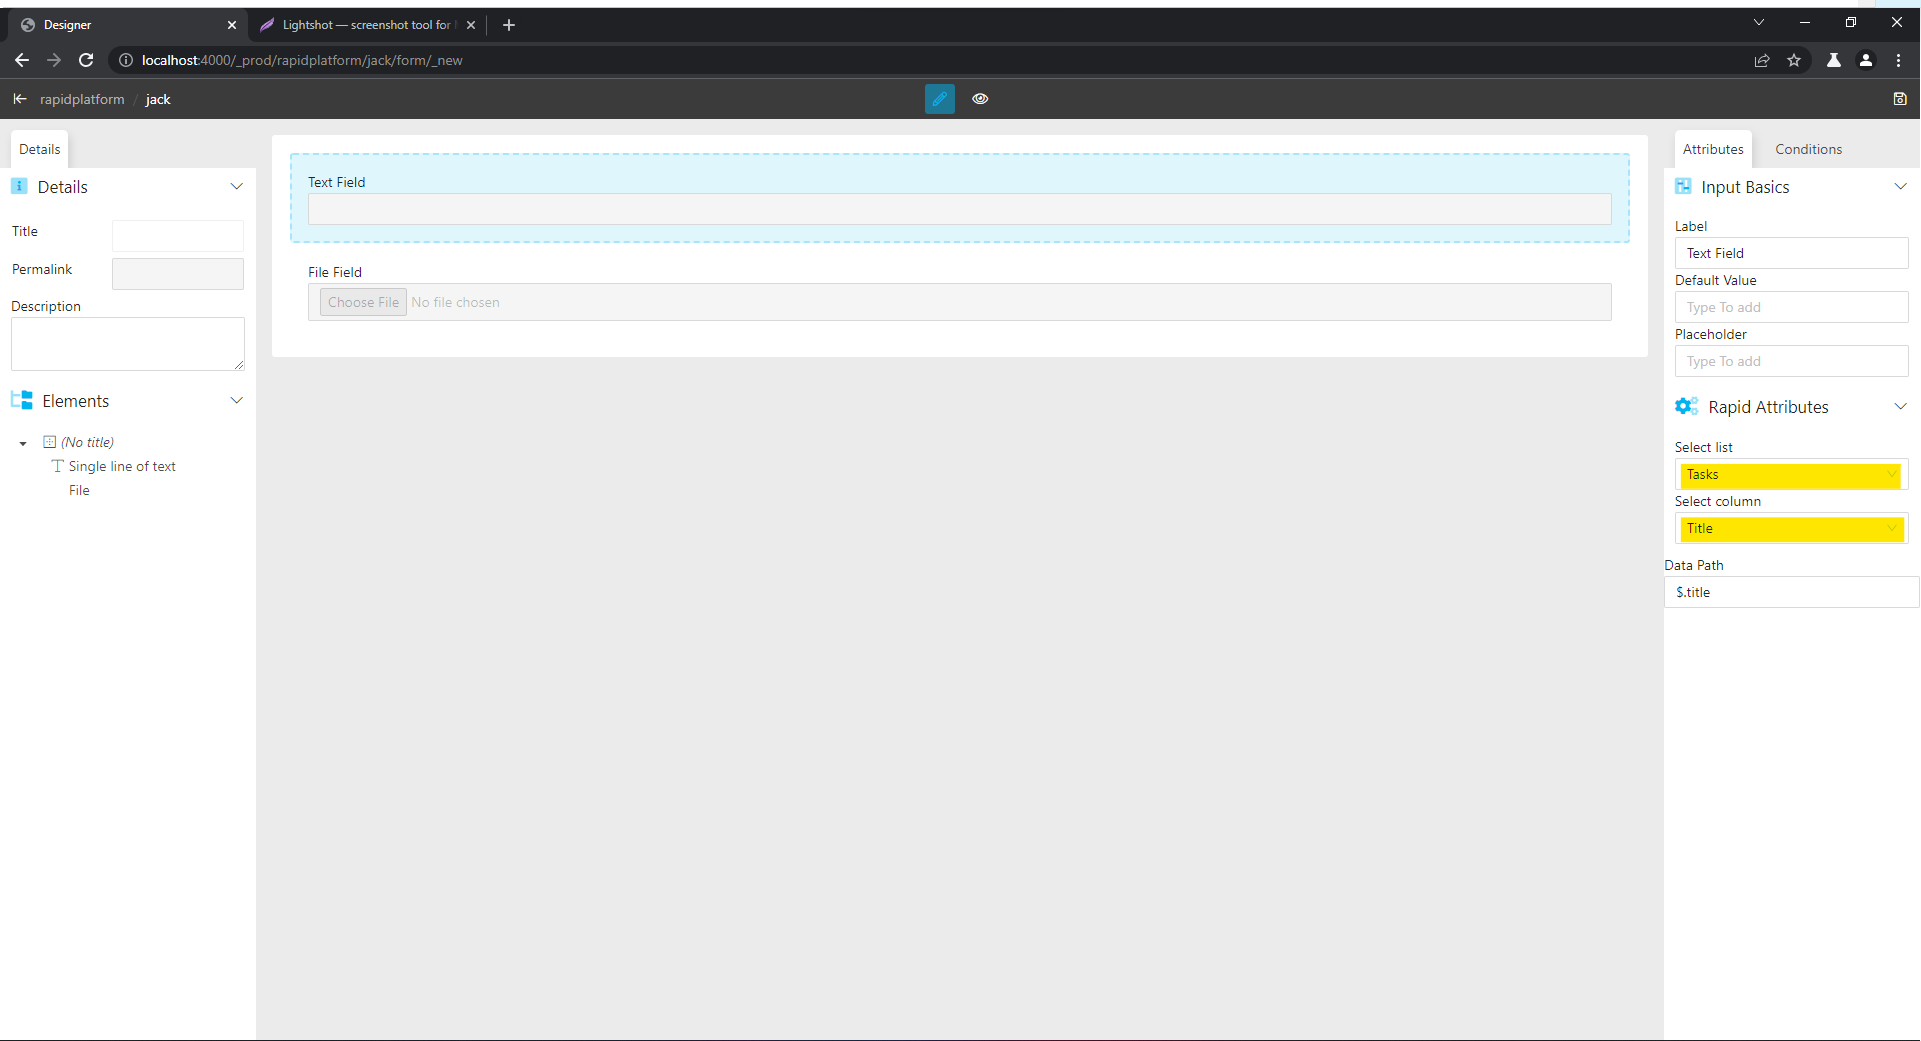 Designer
Lightshot — screenshot tool for
localhost:4000/_prod/rapidplatform/jack/form/_new
rapidplatform / jack
Details
Details
Title
Permalink
Description
Elements
(No title)
Single line of text
File
Text Field
File Field
Choose File No file chosen
Attributes Conditions
Input Basics
Label
Text Field
Default Value
Type To add
Placeholder
Type To add
Rapid Attributes
Select list
Tasks
Select column
Title
Data Path
$.title